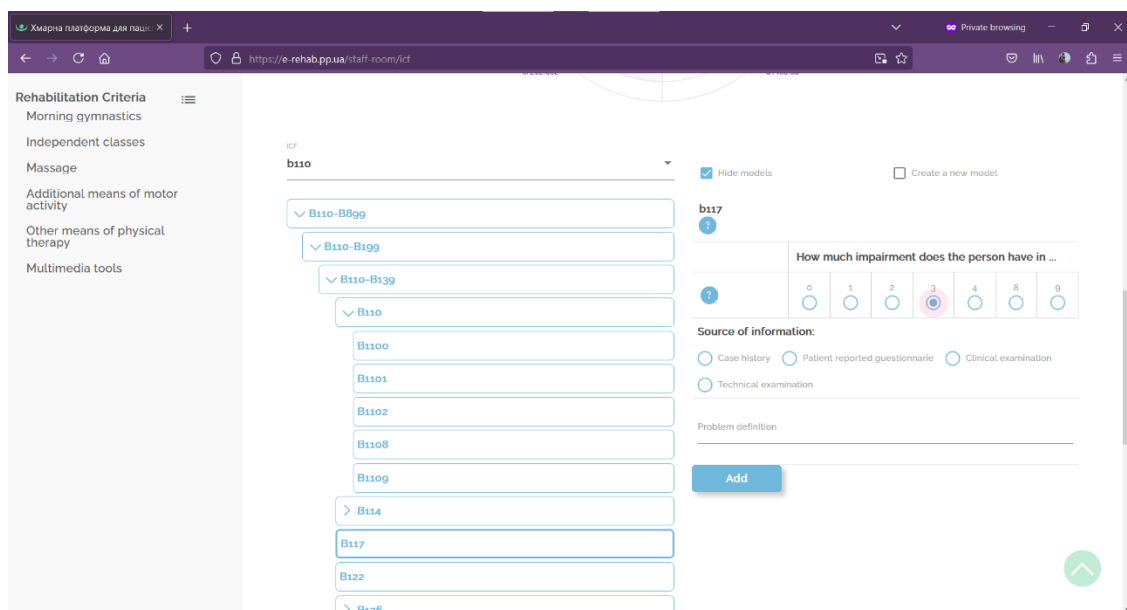 Хмарна платформа для паціє
Private browsing
https://e-rehab.pp.ua/staff-room/icf
Rehabilitation Criteria
Morning gymnastics
Independent classes
Massage
Additional means of motor
activity
Other means of physical
therapy
Multimedia tools
ICF
b110
B110-B899
B110-B199
B110-B139
B110
B1100
B1101
B1102
B1108
B1109
B114
B117
B122
Hide models
Create a new model
b117
?
How much impairment does the person have in ...
?
0 1 2 3 4 8 9
Source of information:
Case history
Patient reported guestionnarie
Clinical examination
Technical examination
Problem definition
Add